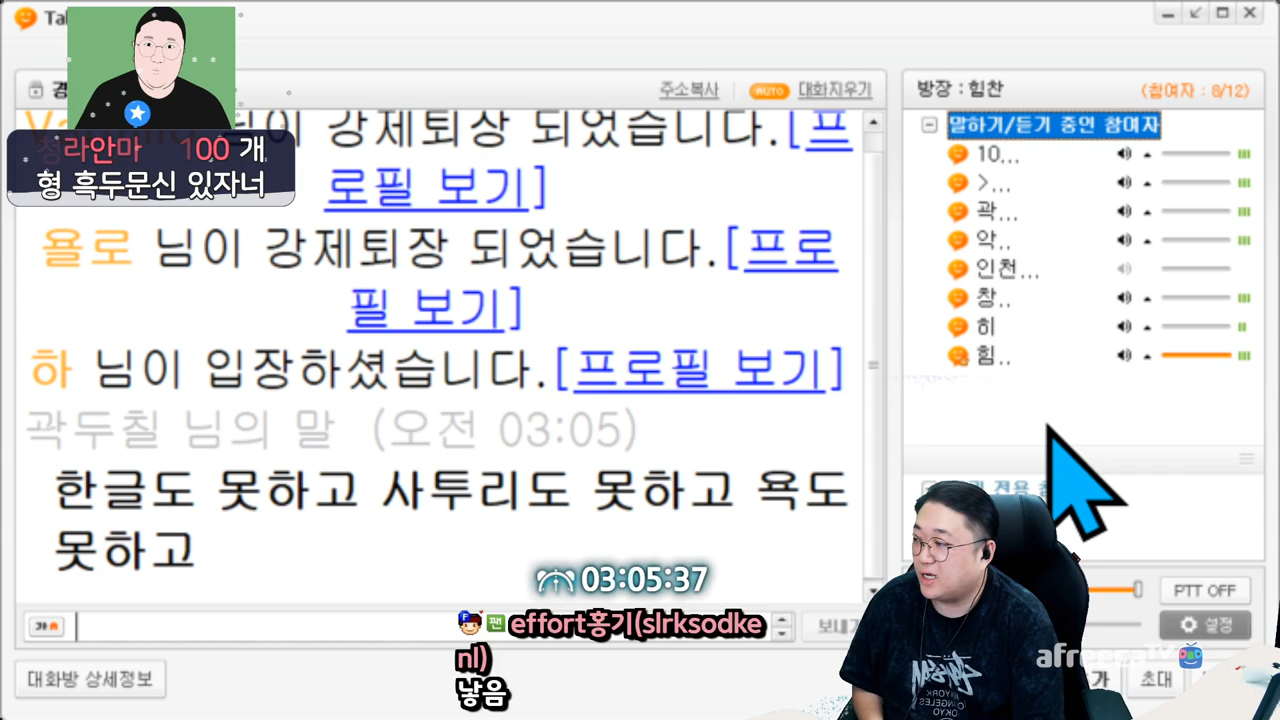 주소복사
AUTO
대화지우기
님이 강제퇴장 되었습니다.[프
로필 보기]
라안마 100 개
형 흑두문신 있자너
욜로 님이 강제퇴장 되었습니다.[프로
필 보기]
하 님이 입장하셨습니다.[프로필 보기]
곽두칠 님의 말 (오전 03:05)
한글도 못하고 사투리도 못하고 욕도
못하고
03:05:37
팬 effort홍기(slrksodke
nl)
낳음
대화방 상세정보
방장 : 힘찬
(참여자 : 8/12)
말하기/듣기 중인 참여자
10...
>...
곽...
악..
인천...
창..
히
힘..
PTT OFF
설정
초대
afreecaTV
YORK
TOKYO